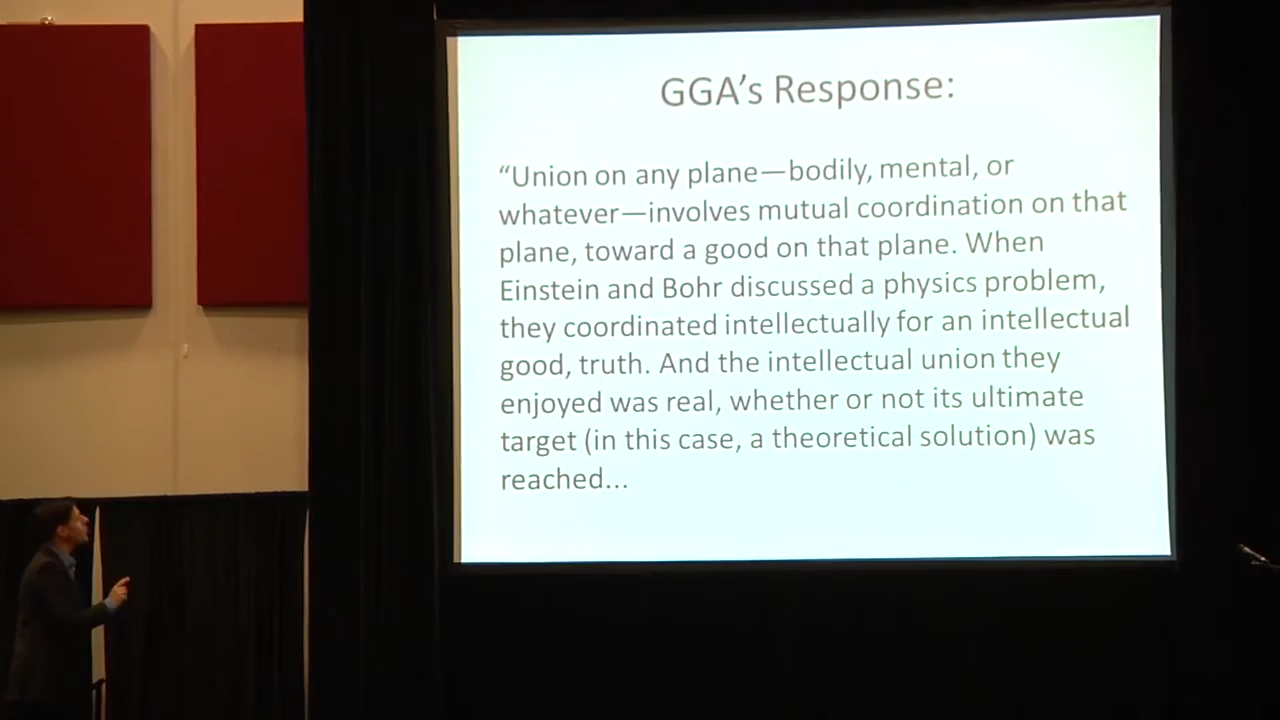 GGA’s Response:
“Union on any plane—bodily, mental, or
whatever—involves mutual coordination on that
plane, toward a good on that plane. When
Einstein and Bohr discussed a physics problem,
they coordinated intellectually for an intellectual
good, truth. And the intellectual union they
enjoyed was real, whether or not its ultimate
target (in this case, a theoretical solution) was
reached...